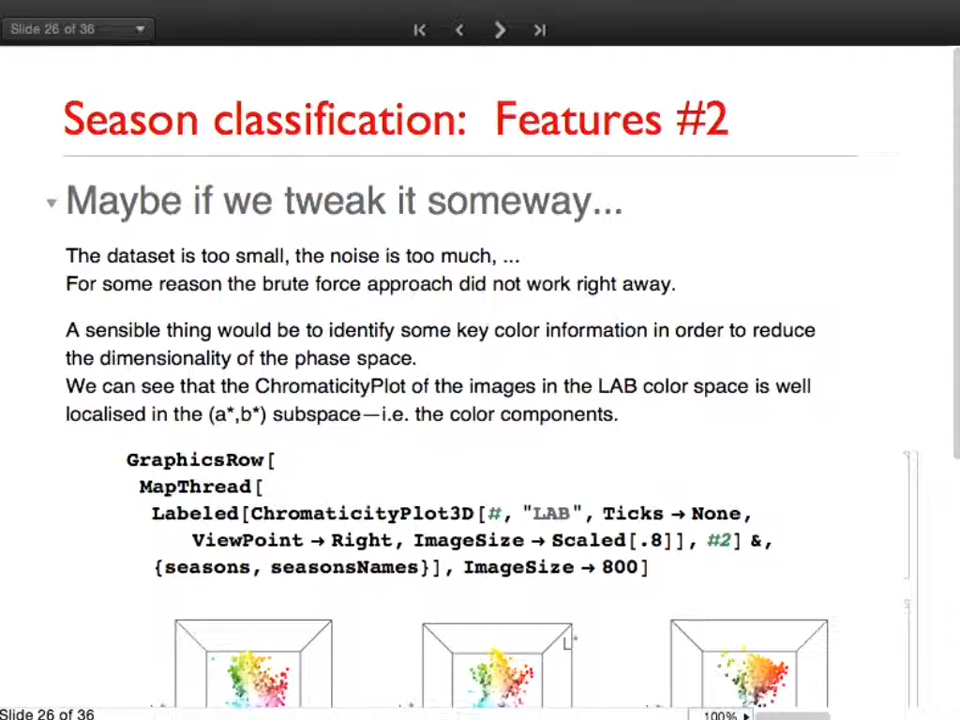 Slide 26 of 36
Season classification: Features #2
Maybe if we tweak it someway...
The dataset is too small, the noise is too much, ...
For some reason the brute force approach did not work right away.
A sensible thing would be to identify some key color information in order to reduce
the dimensionality of the phase space.
We can see that the ChromaticityPlot of the images in the LAB color space is well
localised in the (a*,b*) subspace—i.e. the color components.
GraphicsRow[
MapThread[
Labeled[ChromaticityPlot3D[#, "LAB", Ticks → None,
ViewPoint → Right, ImageSize → Scaled[.8]], #2] &,
{seasons, seasonsNames}], ImageSize → 800]
L*
Slide 26 of 36
100%